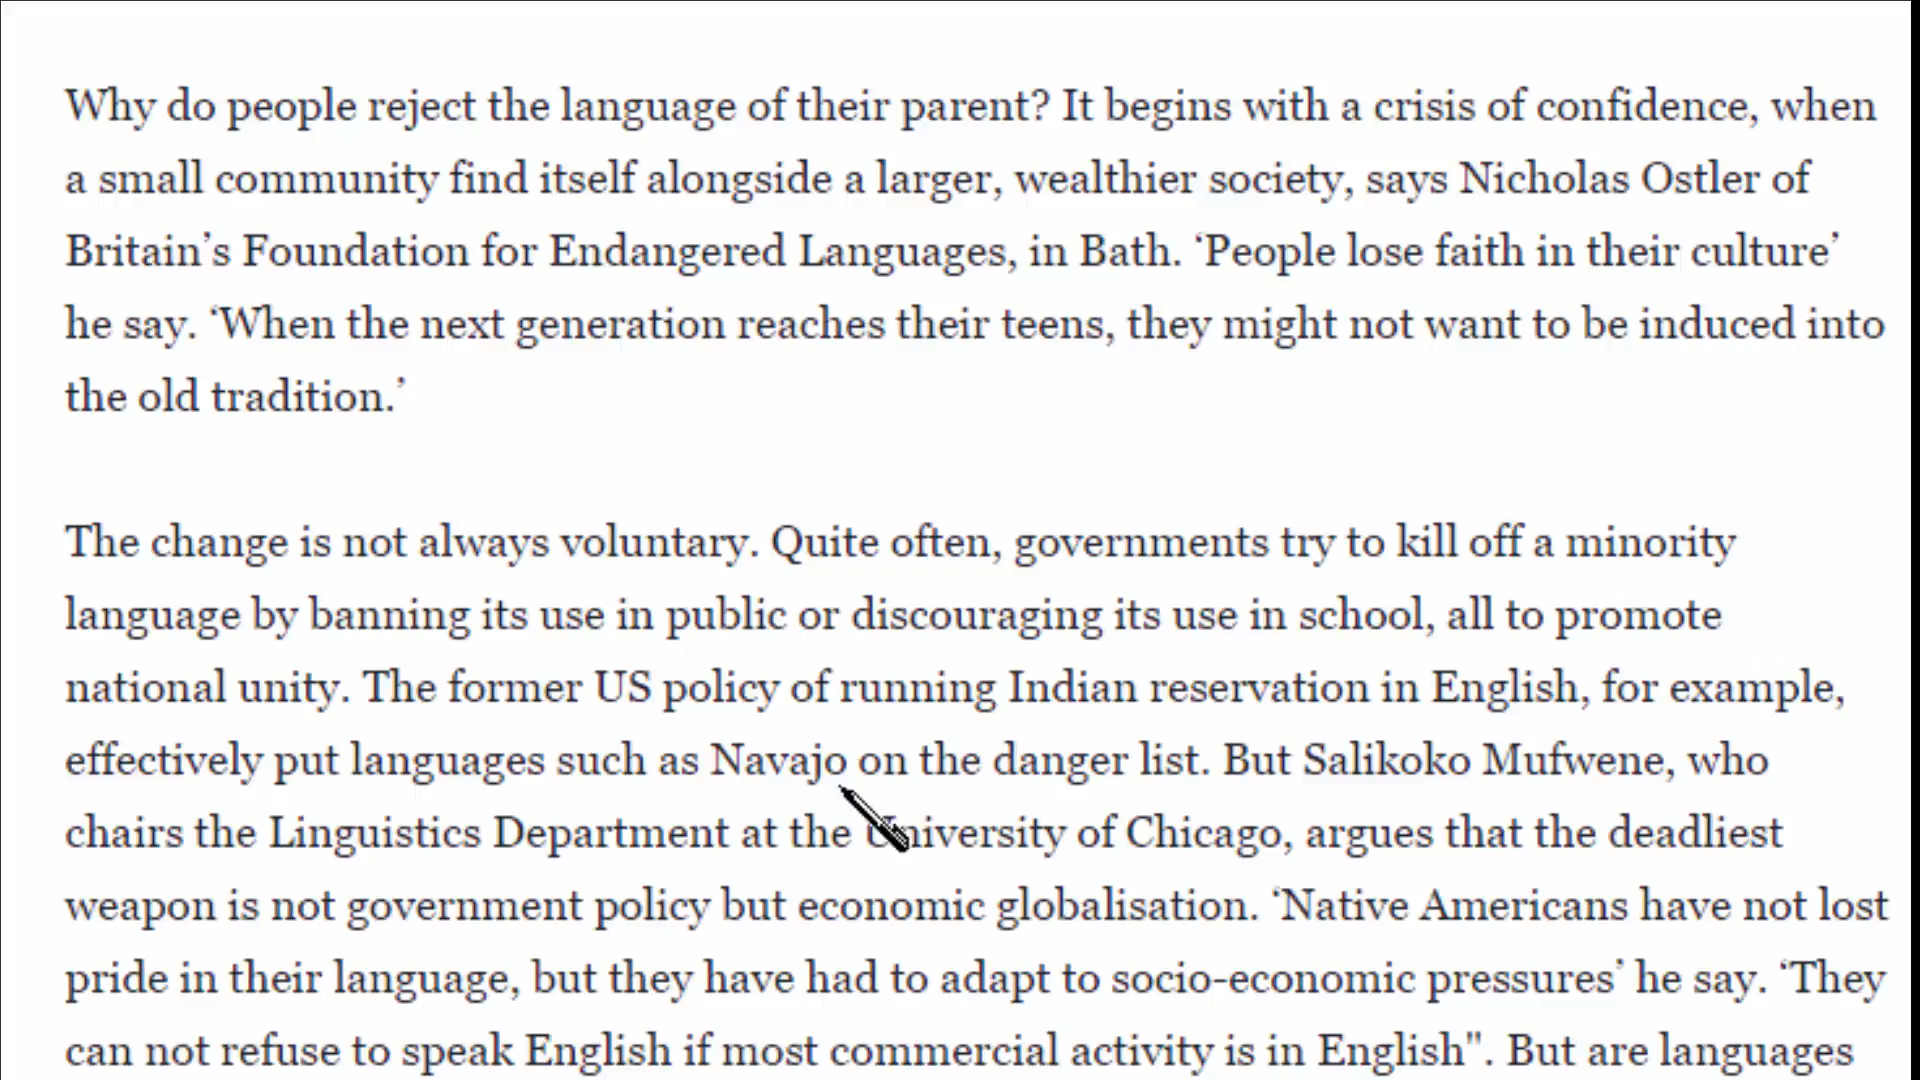 Why do people reject the language of their parent? It begins with a crisis of confidence, when
a small community find itself alongside a larger, wealthier society, says Nicholas Ostler of
Britain’s Foundation for Endangered Languages, in Bath. ‘People lose faith in their culture’
he say. ‘When the next generation reaches their teens, they might not want to be induced into
the old tradition.’
The change is not always voluntary. Quite often, governments try to kill off a minority
language by banning its use in public or discouraging its use in school, all to promote
national unity. The former US policy of running Indian reservation in English, for example,
effectively put languages such as Navajo on the danger list. But Salikoko Mufwene, who
chairs the Linguistics Department at the University of Chicago, argues that the deadliest
weapon is not government policy but economic globalisation. ‘Native Americans have not lost
pride in their language, but they have had to adapt to socio-economic pressures’ he say. ‘They
can not refuse to speak English if most commercial activity is in English". But are languages